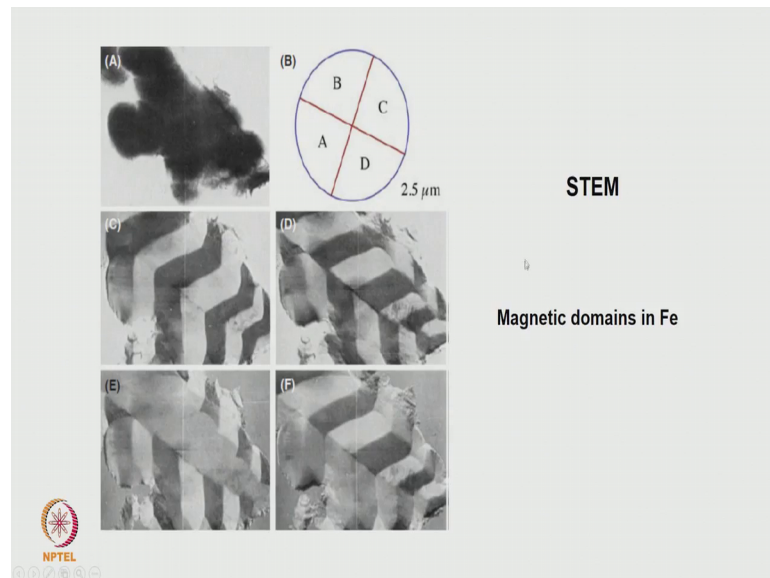 (A)
(B)
B
C
A
D
2.5 μm
STEM
(C)
(D)
Magnetic domains in Fe
(E)
(F)
NPTEL